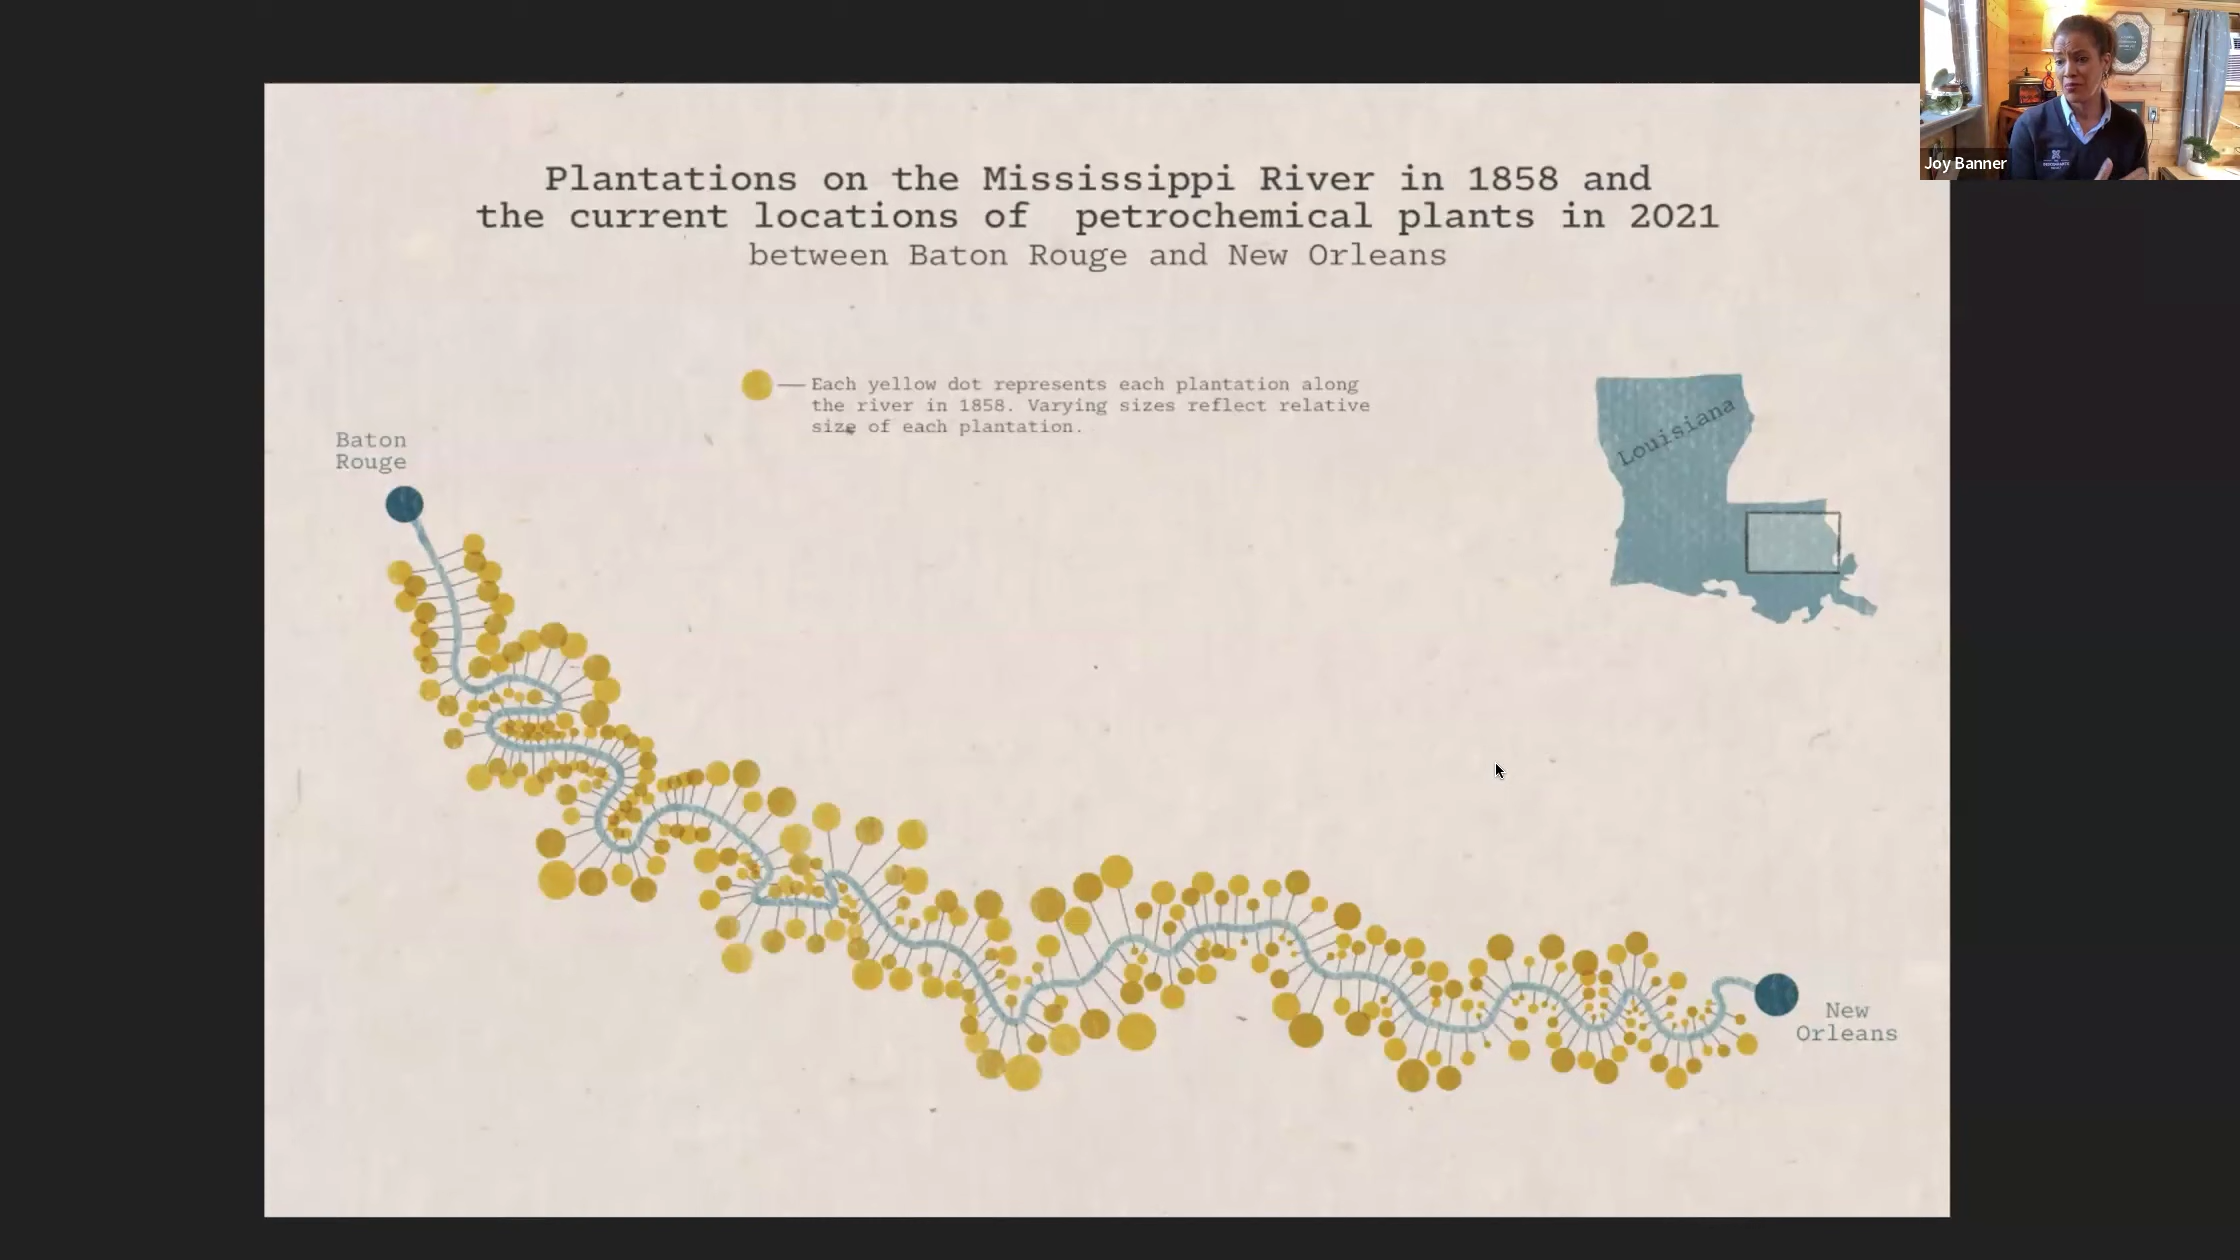 Joy Banner
Plantations on the Mississippi River in 1858 and
the current locations of petrochemical plants in 2021
between Baton Rouge and New Orleans
Each yellow dot represents each plantation along
the river in 1858. Varying sizes reflect relative
size of each plantation.
Louisiana
Baton
Rouge
New
Orleans